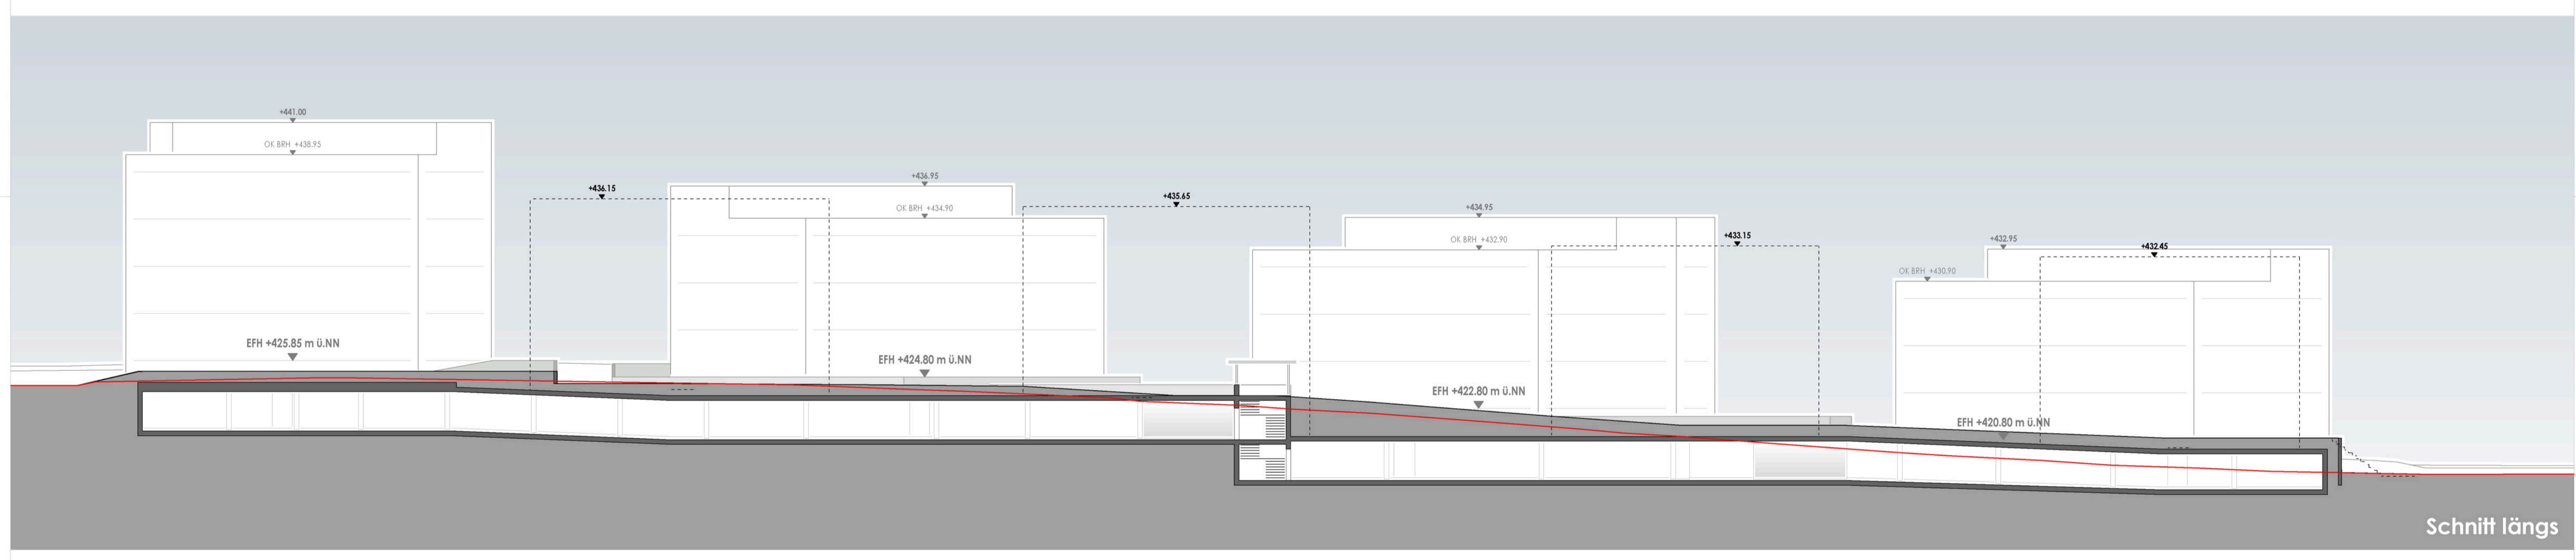 +441.00
OK BRH +438.95
EFH +425.85 m ü.NN
+436.15
+436.95
OK BRH +434.90
EFH +424.80 m ü.NN
+435.65
+434.95
OK BRH +432.90
EFH +422.80 m ü.NN
+433.15
+432.95
OK BRH +430.90
+432.45
EFH +420.80 m ü.NN
Schnitt längs